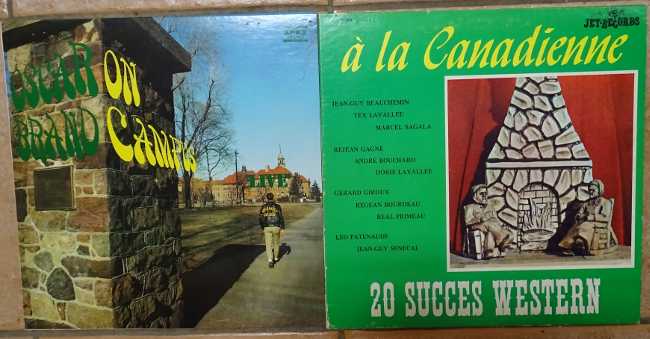 OSCAR
BRAND
ON
CAMPUS
APEX
à la Canadienne
JET-RECORDS
JEAN-GUY BEAUCHEMIN
TEX LAVALLEE
MARCEL SAGALA
REJEAN GAGNE
ANDRE BOUCHARD
DORIS LAVALLEE
GERARD GIROUX
REGEAN BOURDEAU
REAL PRIMEAU
LEO PATENAUDE
JEAN-GUY SENECAL
20 SUCCES WESTERN